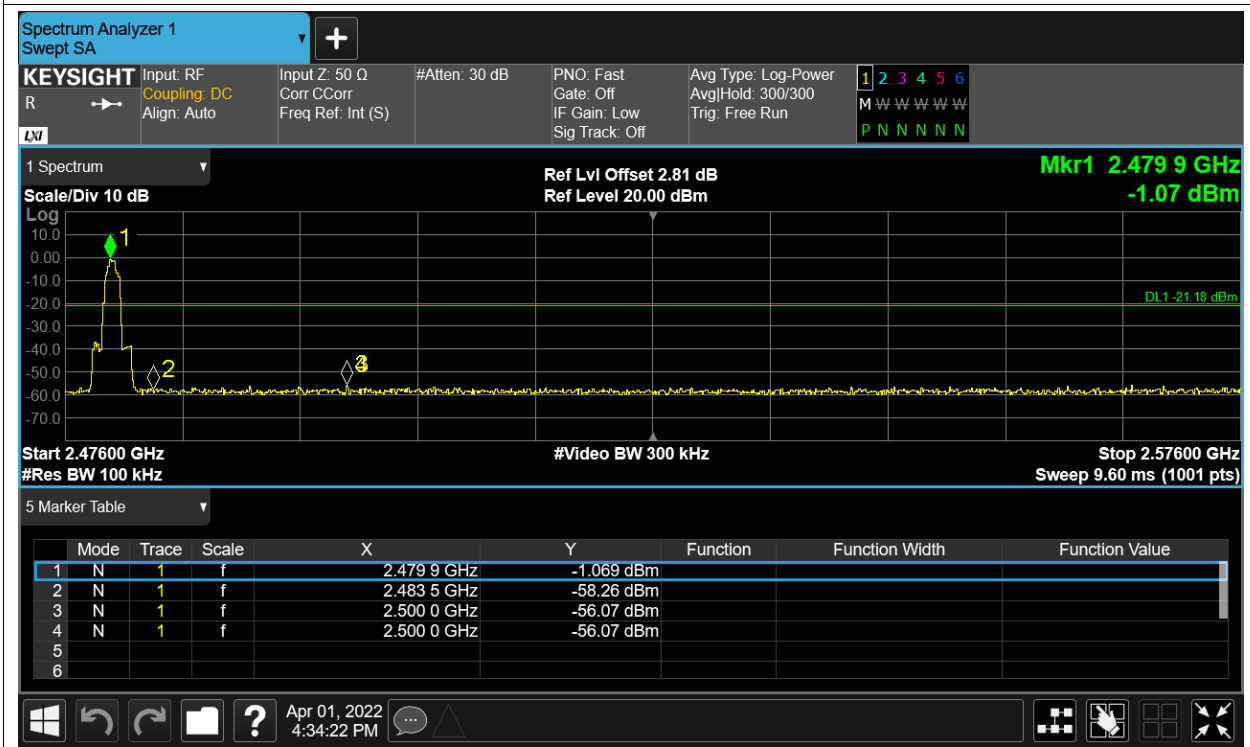 Spectrum Analyzer 1
Swept SA
+
KEYSIGHT Input: RF Input Z: 50 Ω #Atten: 30 dB PNO: Fast Avg Type: Log-Power 1 2 3 4 5 6
R Coupling: DC Corr CCorr Gate: Off Avg|Hold: 300/300 M W W W W W
Align: Auto Freq Ref: Int (S) IF Gain: Low Trig: Free Run
LXI Sig Track: Off P N N N N N
1 Spectrum Ref Lvl Offset 2.81 dB Mkr1 2.479 9 GHz
Scale/Div 10 dB Ref Level 20.00 dBm -1.07 dBm
Log
10.0 1
0.00
-10.0
-20.0 DL1 -21.18 dBm
-30.0
-40.0
-50.0 2
-60.0
-70.0
Start 2.47600 GHz #Video BW 300 kHz Stop 2.57600 GHz
#Res BW 100 kHz Sweep 9.60 ms (1001 pts)
5 Marker Table
Mode Trace Scale X Y Function Function Width Function Value
1 N 1 f 2.479 9 GHz -1.069 dBm
2 N 1 f 2.483 5 GHz -58.26 dBm
3 N 1 f 2.500 0 GHz -56.07 dBm
4 N 1 f 2.500 0 GHz -56.07 dBm
5
6
? Apr 01, 2022
4:34:22 PM